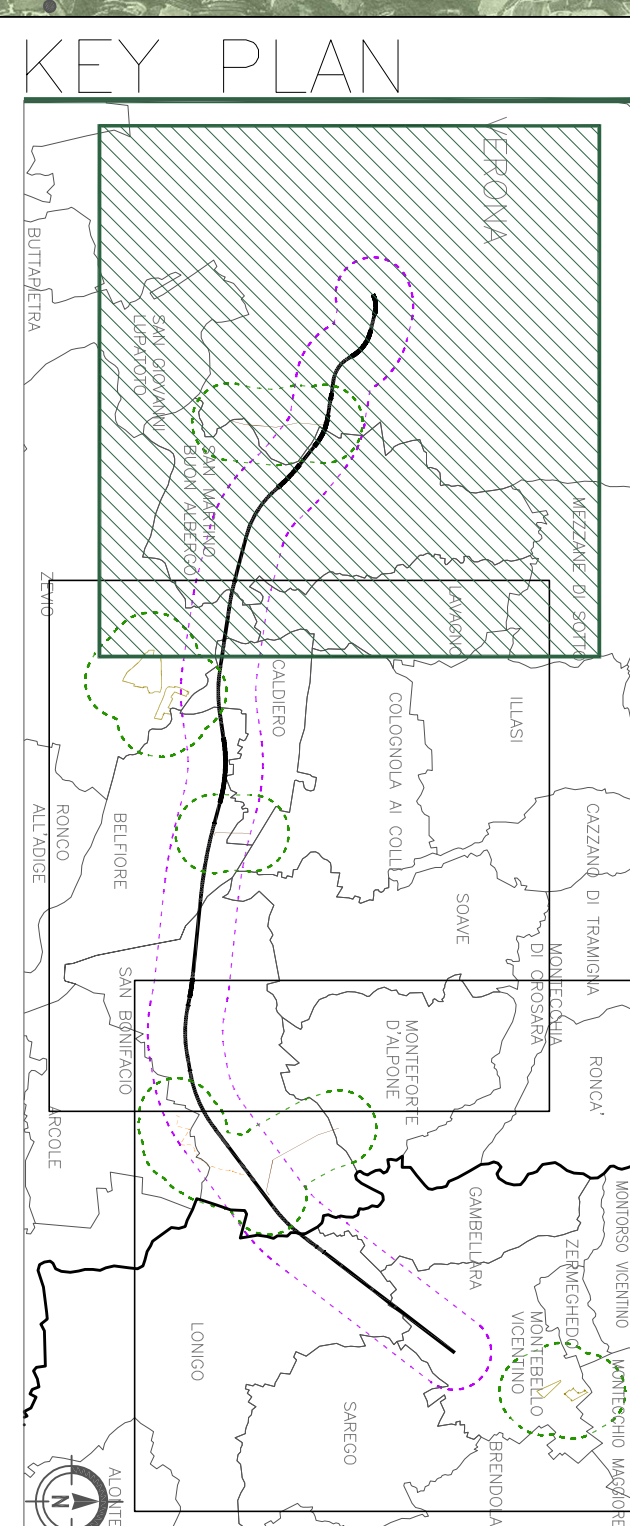 KEY PLAN
VERONA
BUTTAPIETRA
SAN GIOVANNI
LUPATOTO
SAN MARTINO
BUON ALBERGO
MEZZANE DI SOTTO
ZEVIO
LAVAGNO
CALDIERO
COLOGNOLA AI COLLI
ILLASI
RONCO
ALL'ADIGE
BELFIORE
CAZZANO DI TRAMIGNA
SOAVE
MONTECCHIA
DI CROSARA
SAN BONIFACIO
MONTEFORTE
D'ALPONE
RONCA'
ARCOLE
GAMBELLARA
MONTORSO VICENTINO
ZERMEGHEDO
MONTEBELLO
VICENTINO
LONIGO
MONTECCHIO MAGGIORE
SAREGO
BRENDOLA
ALONTE
N